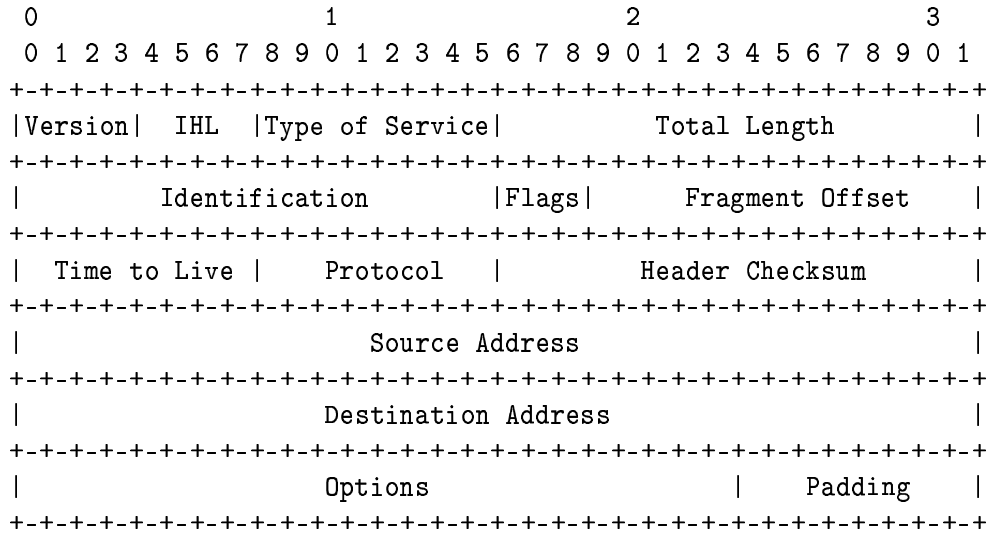 0                   1                   2                   3
 0 1 2 3 4 5 6 7 8 9 0 1 2 3 4 5 6 7 8 9 0 1 2 3 4 5 6 7 8 9 0 1
+-+-+-+-+-+-+-+-+-+-+-+-+-+-+-+-+-+-+-+-+-+-+-+-+-+-+-+-+-+-+-+-+
|Version|  IHL  |Type of Service|          Total Length         |
+-+-+-+-+-+-+-+-+-+-+-+-+-+-+-+-+-+-+-+-+-+-+-+-+-+-+-+-+-+-+-+-+
|         Identification        |Flags|      Fragment Offset    |
+-+-+-+-+-+-+-+-+-+-+-+-+-+-+-+-+-+-+-+-+-+-+-+-+-+-+-+-+-+-+-+-+
|  Time to Live |    Protocol   |         Header Checksum       |
+-+-+-+-+-+-+-+-+-+-+-+-+-+-+-+-+-+-+-+-+-+-+-+-+-+-+-+-+-+-+-+-+
|                       Source Address                          |
+-+-+-+-+-+-+-+-+-+-+-+-+-+-+-+-+-+-+-+-+-+-+-+-+-+-+-+-+-+-+-+-+
|                    Destination Address                        |
+-+-+-+-+-+-+-+-+-+-+-+-+-+-+-+-+-+-+-+-+-+-+-+-+-+-+-+-+-+-+-+-+
|                    Options                    |    Padding    |
+-+-+-+-+-+-+-+-+-+-+-+-+-+-+-+-+-+-+-+-+-+-+-+-+-+-+-+-+-+-+-+-+